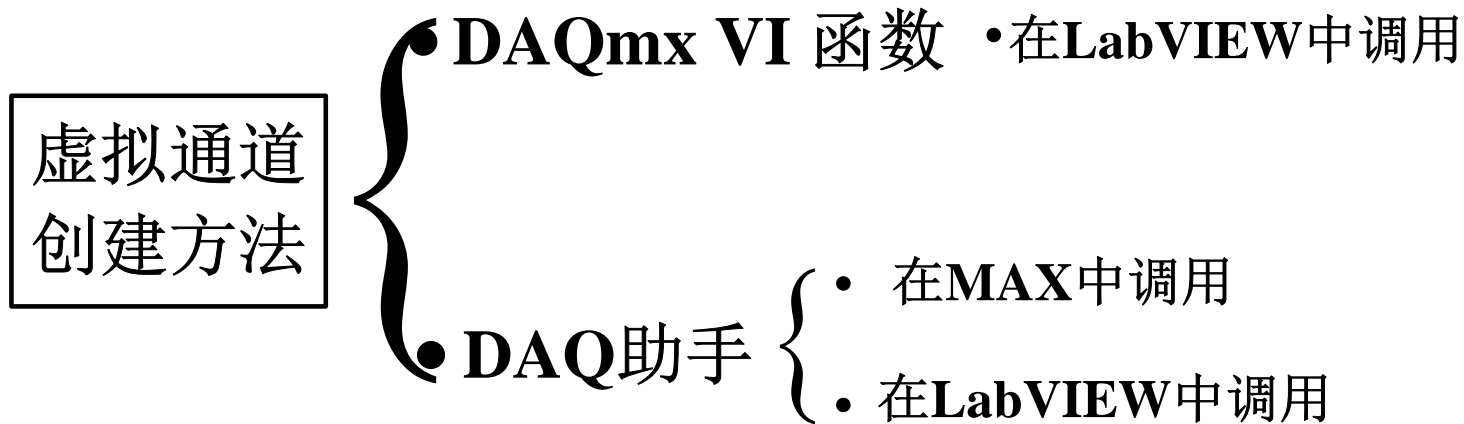 虚拟通道
创建方法
• DAQmx VI 函数 •在LabVIEW中调用
• DAQ助手
• 在MAX中调用
• 在LabVIEW中调用